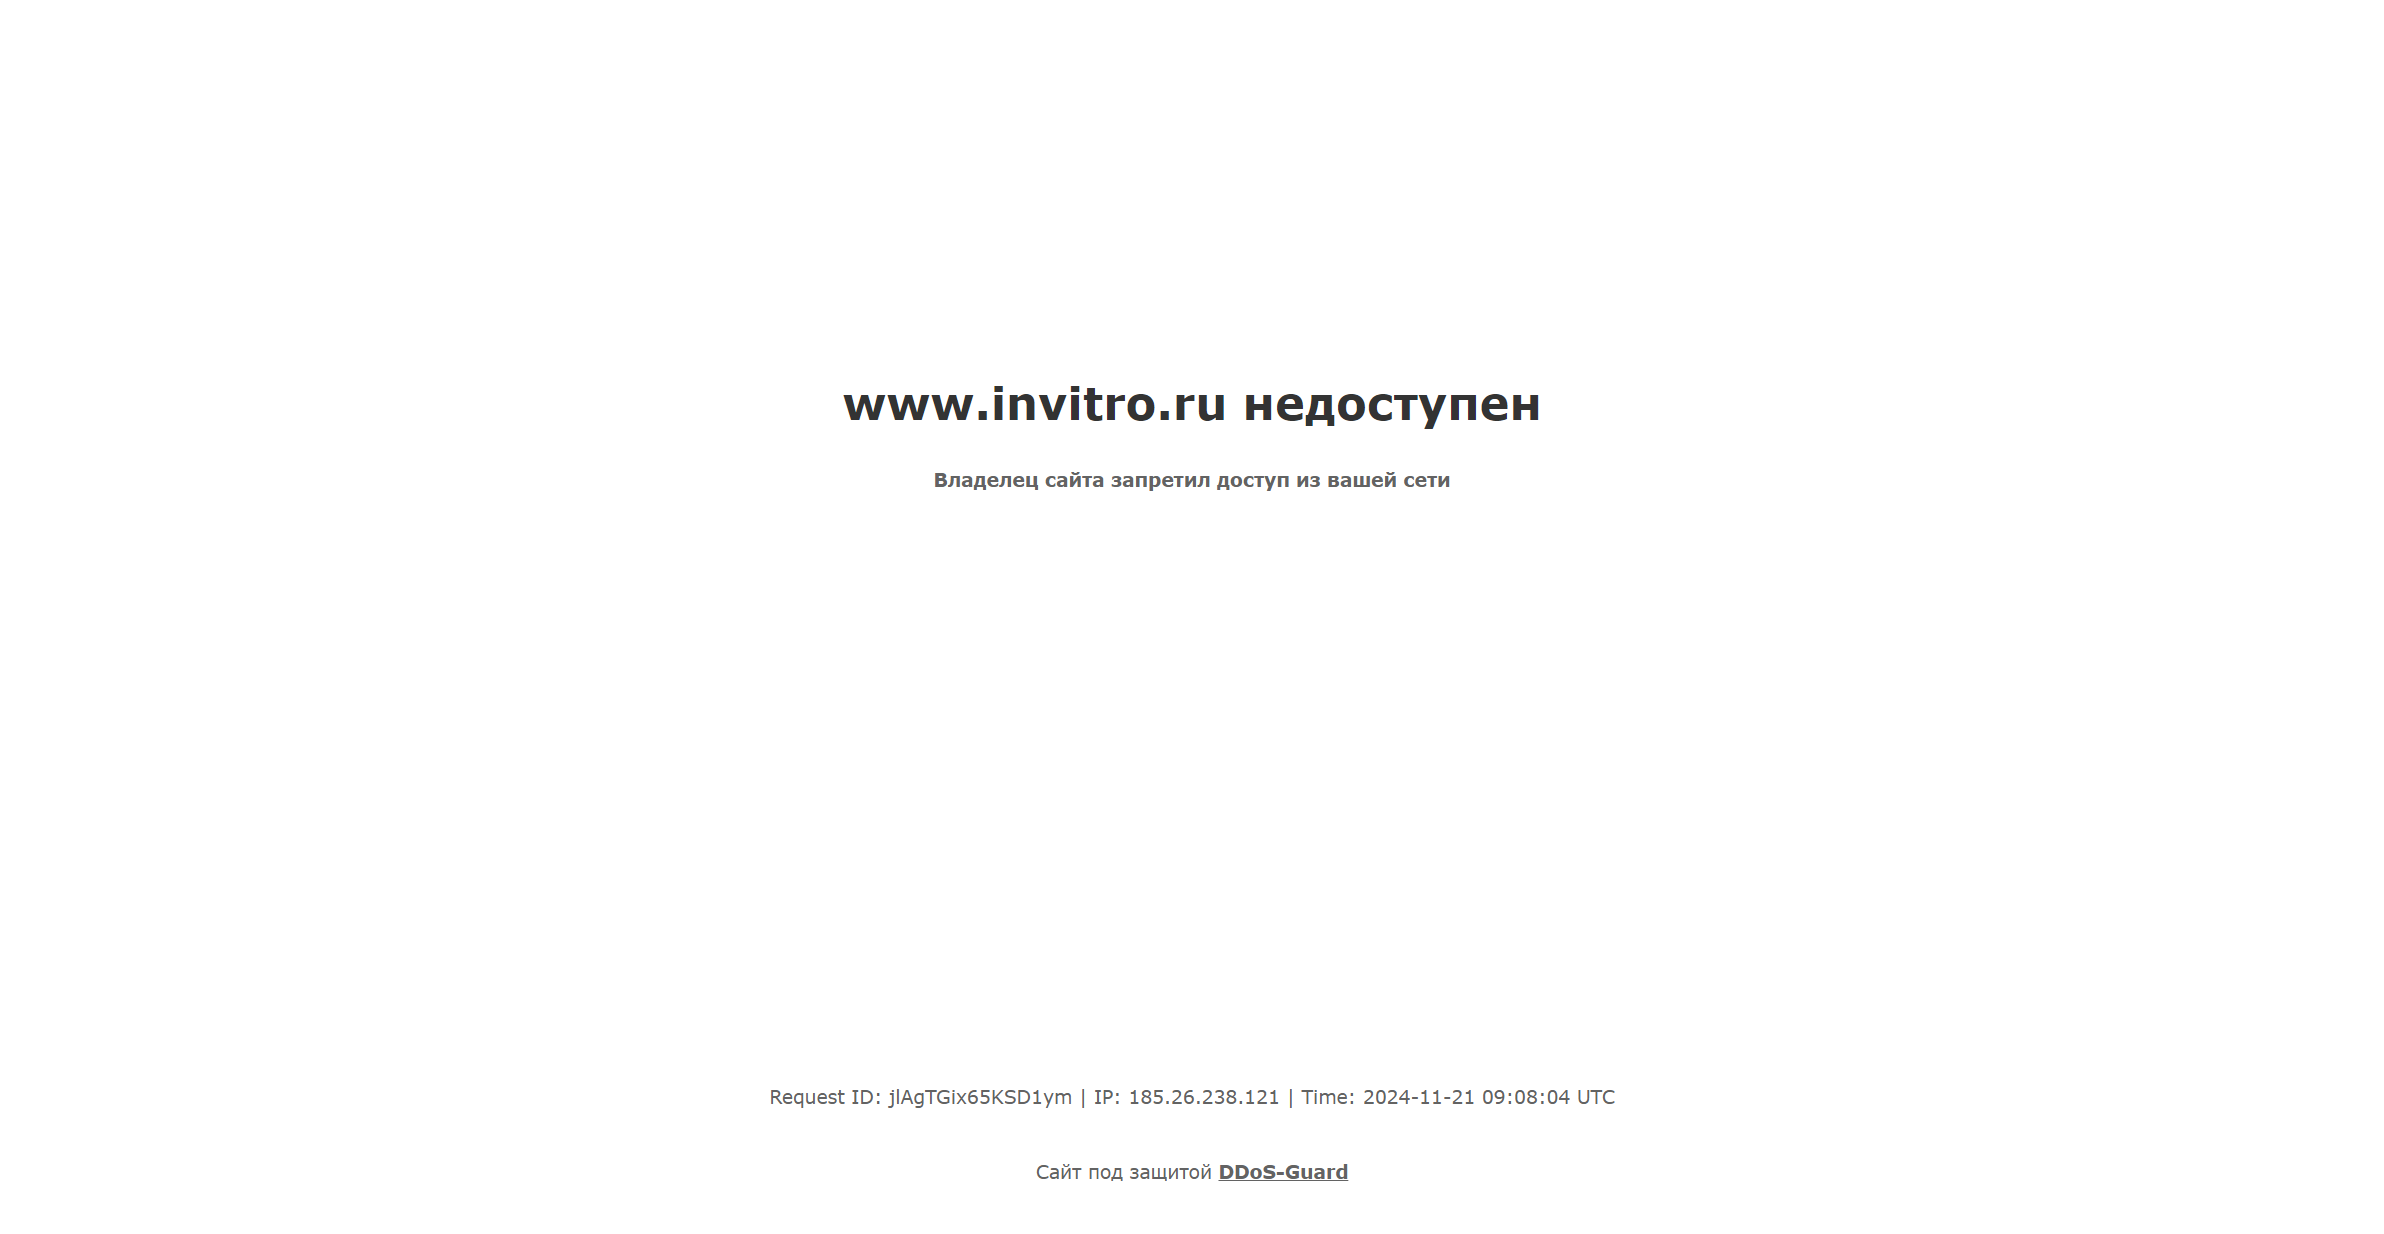 www.invitro.ru недоступен
Владелец сайта запретил доступ из вашей сети
Request ID: jlAgTGix65KSD1ym | IP: 185.26.238.121 | Time: 2024-11-21 09:08:04 UTC
Сайт под защитой DDoS-Guard